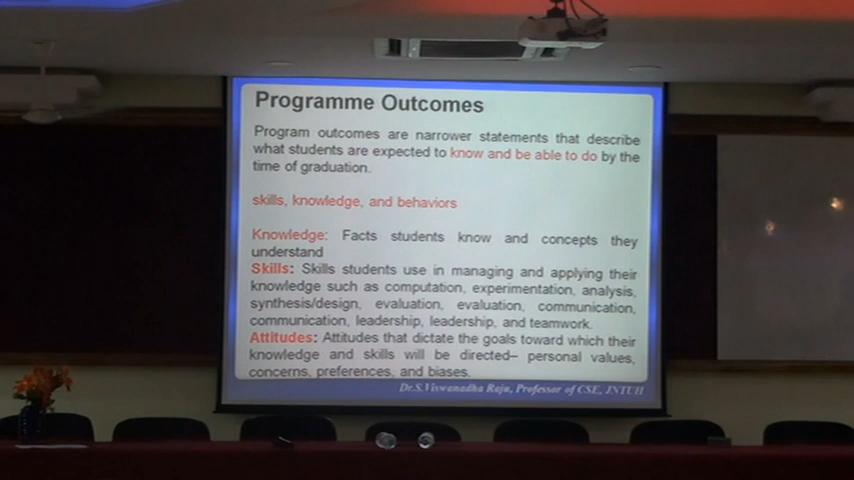 Programme Outcomes
Program outcomes are narrower statements that describe
what students are expected to know and be able to do by the
time of graduation.
skills, knowledge, and behaviors
Knowledge: Facts students know and concepts they
understand
Skills: Skills students use in managing and applying their
knowledge such as computation, experimentation, analysis,
synthesis/design, evaluation, evaluation, communication,
communication, leadership, leadership, and teamwork.
Attitudes: Attitudes that dictate the goals toward which their
knowledge and skills will be directed– personal values,
concerns, preferences, and biases.
Dr.S.Viswanadha Raju, Professor of CSE, JNTUH